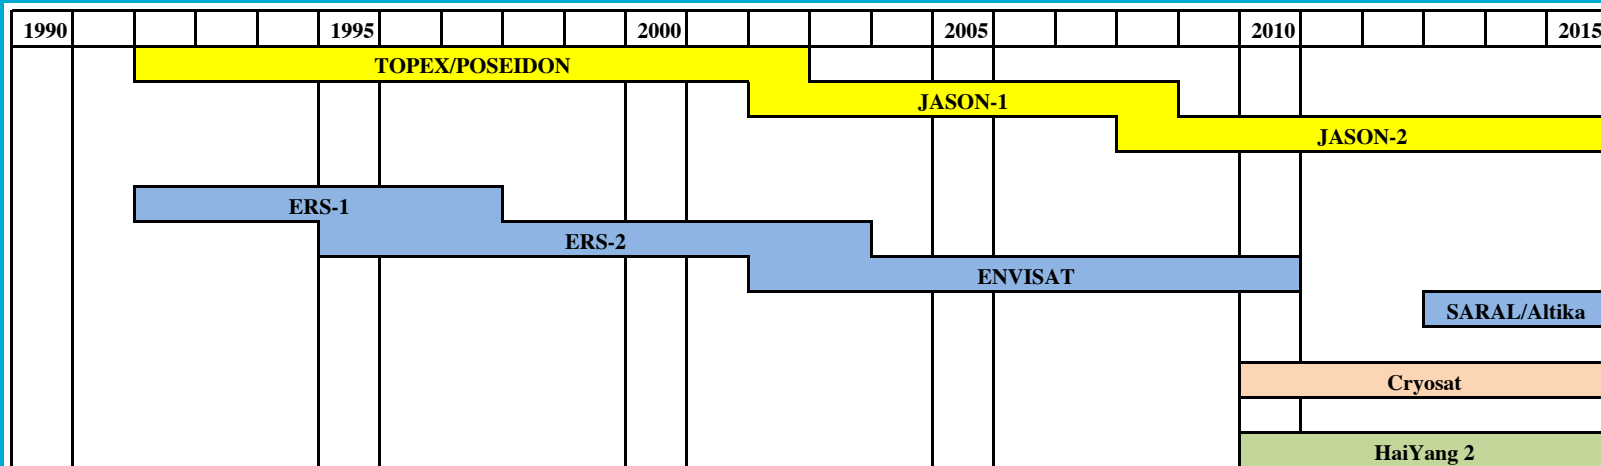 1990 1995 2000 2005 2010 2015
TOPEX/POSEIDON
JASON-1
JASON-2
ERS-1
ERS-2
ENVISAT
SARAL/Altika
Cryosat
HaiYang 2